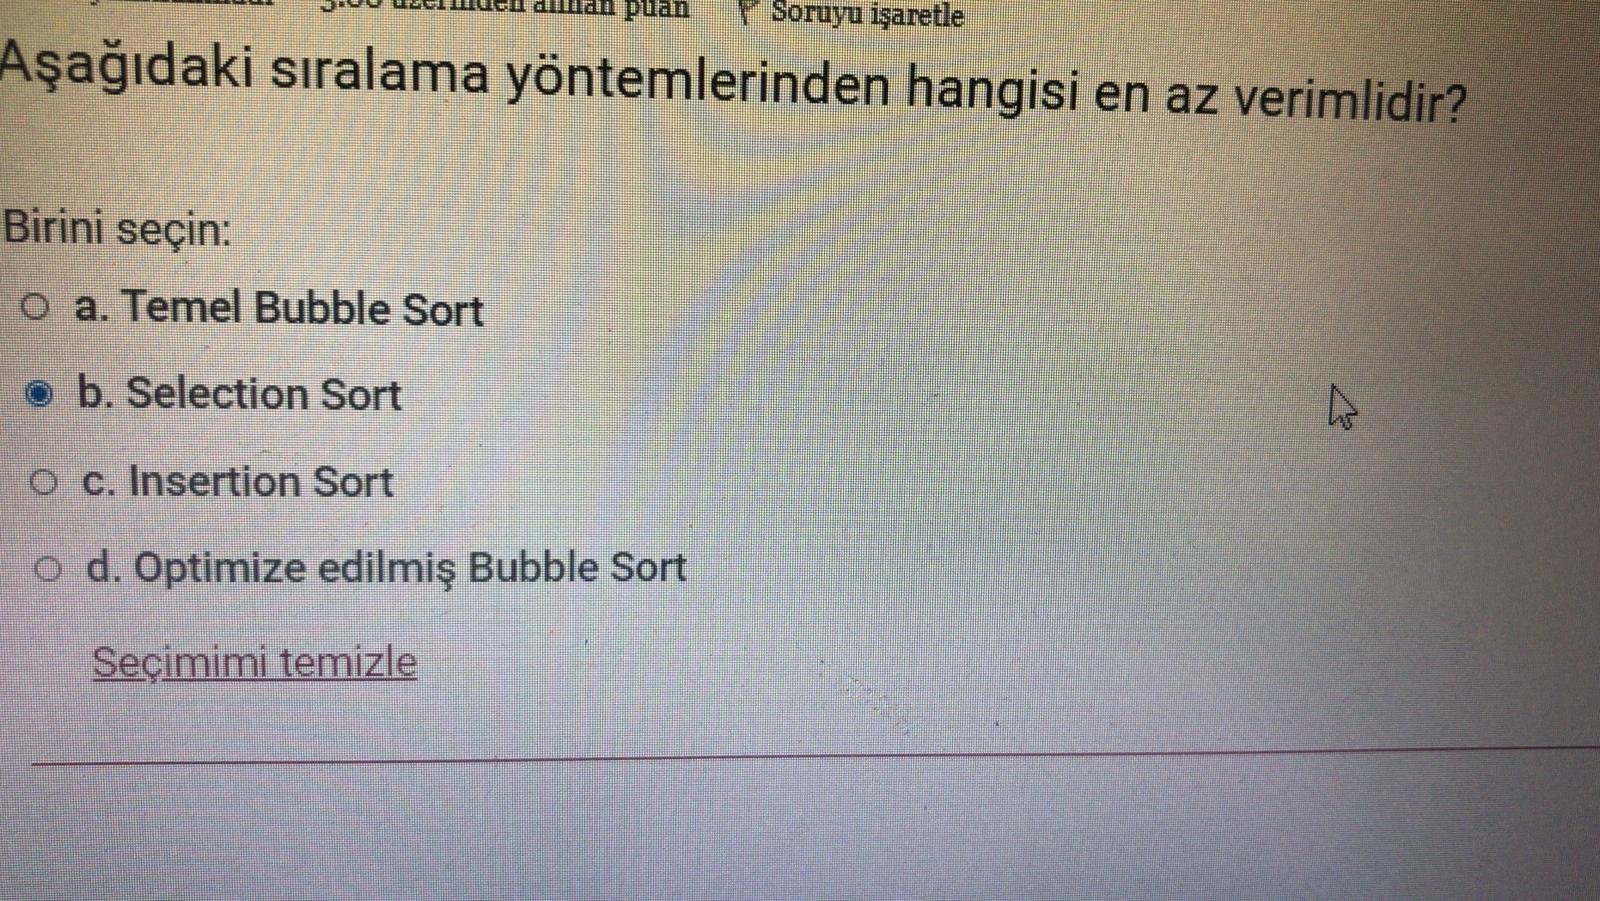 üzerinden alınan puan Soruyu işaretle
Aşağıdaki sıralama yöntemlerinden hangisi en az verimlidir?
Birini seçin:
a. Temel Bubble Sort
b. Selection Sort
c. Insertion Sort
d. Optimize edilmiş Bubble Sort
Seçimimi temizle